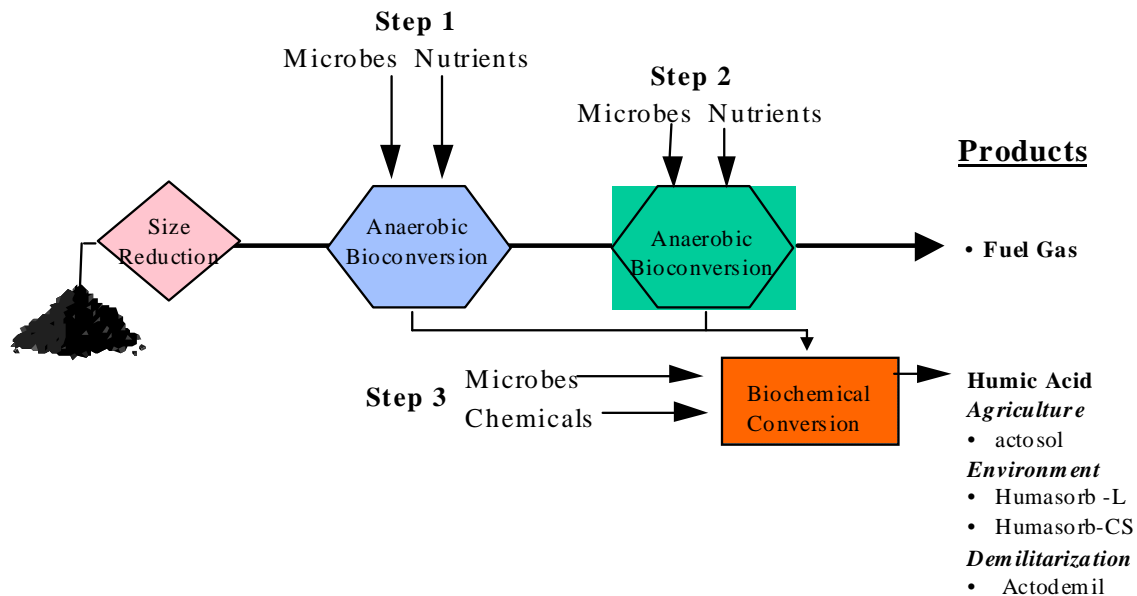 Step 1
Microbes Nutrients
Step 2
Microbes Nutrients
Products
Size
Reduction
Anaerobic
Bioconversion
Anaerobic
Bioconversion
• Fuel Gas
Step 3
Microbes
Chemicals
Biochemical
Conversion
Humic Acid
Agriculture
• actosol
Environment
• Humasorb -L
• Humasorb-CS
Demilitarization
• Actodemil